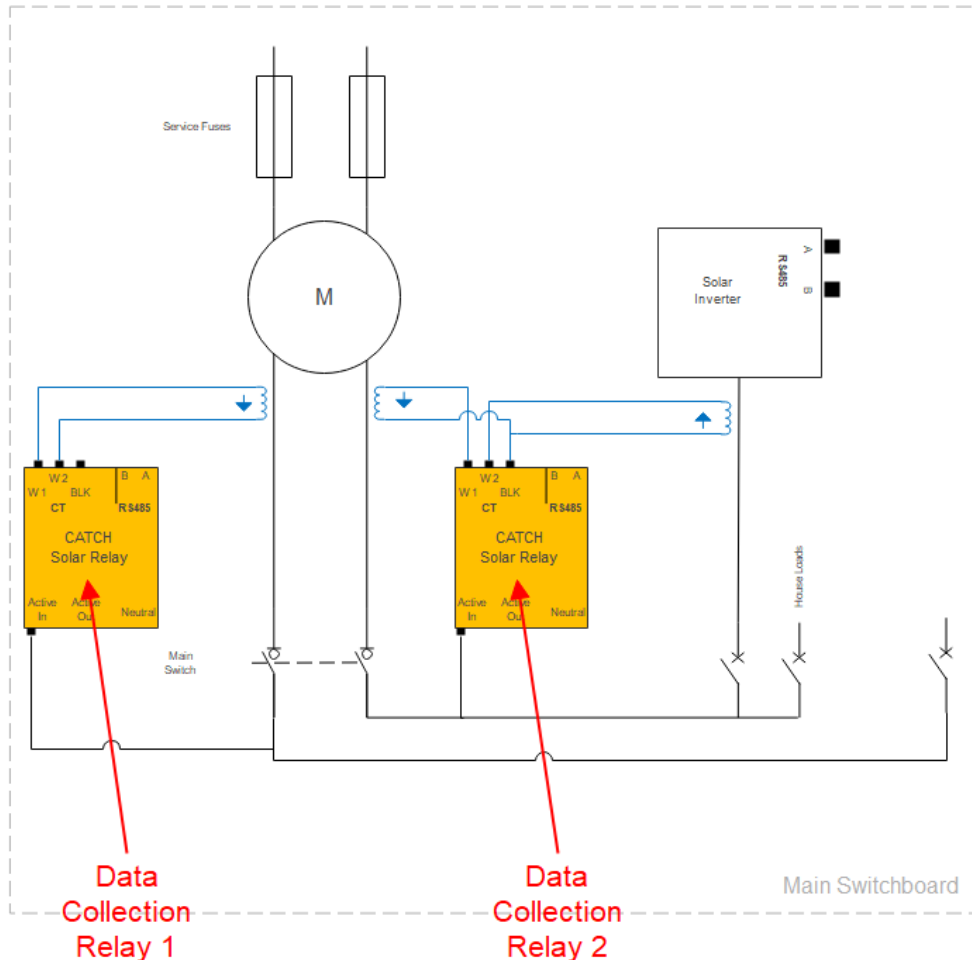 Service Fuses
M
Solar
Inverter
RS485
A
B
W 1
W 2
BLK
CT
B A
RS485
CATCH
Solar Relay
Active
In
Active
Neutral
W 1
W 2
BLK
CT
B A
RS485
CATCH
Solar Relay
Active
In
Active
Neutral
Main
Switch
House Loads
Data
Collection
Relay 1
Data
Collection
Relay 2
Main Switchboard